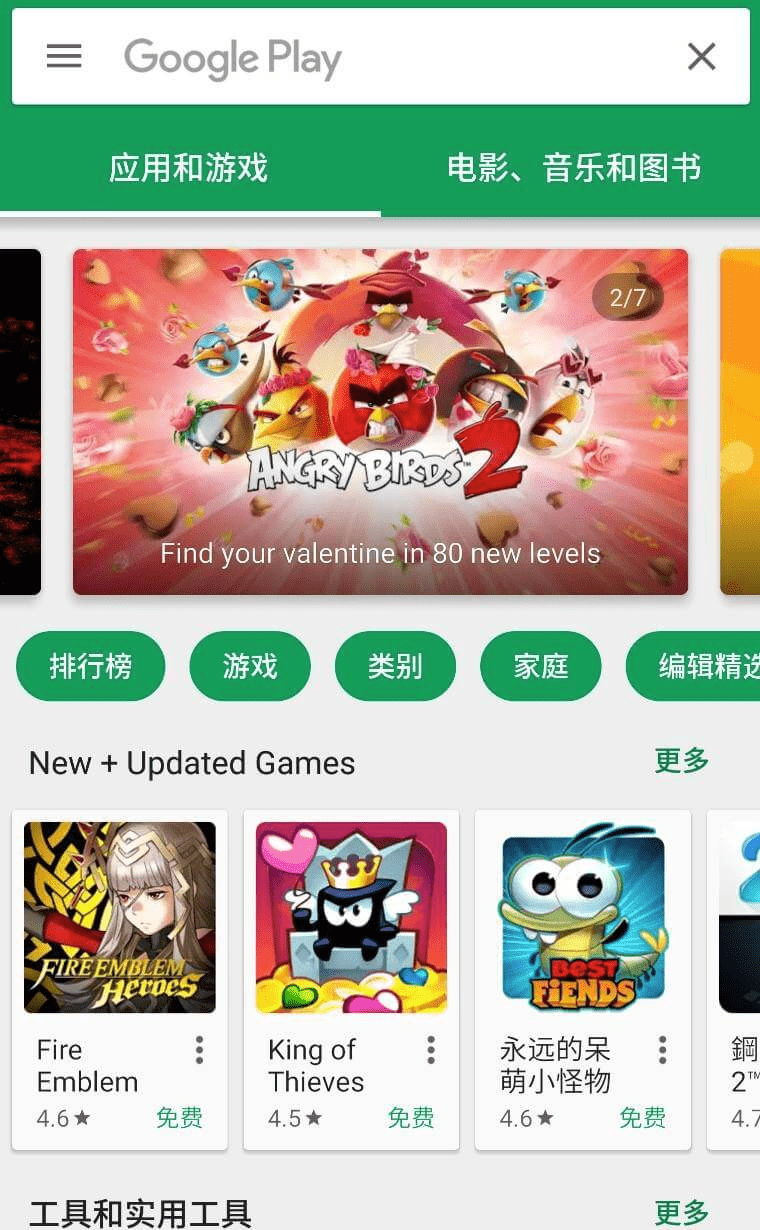 Google Play
应用和游戏
电影、音乐和图书
2/7
ANGRY BIRDS 2
Find your valentine in 80 new levels
排行榜
游戏
类别
家庭
编辑精选
New + Updated Games
更多
FIRE EMBLEM
Heroes
BEST
FIENDS
Fire
Emblem
4.6★
免费
King of
Thieves
4.5★
免费
永远的呆
萌小怪物
4.6★
免费
鋼
2™
4.7
工具和实用工具
更多